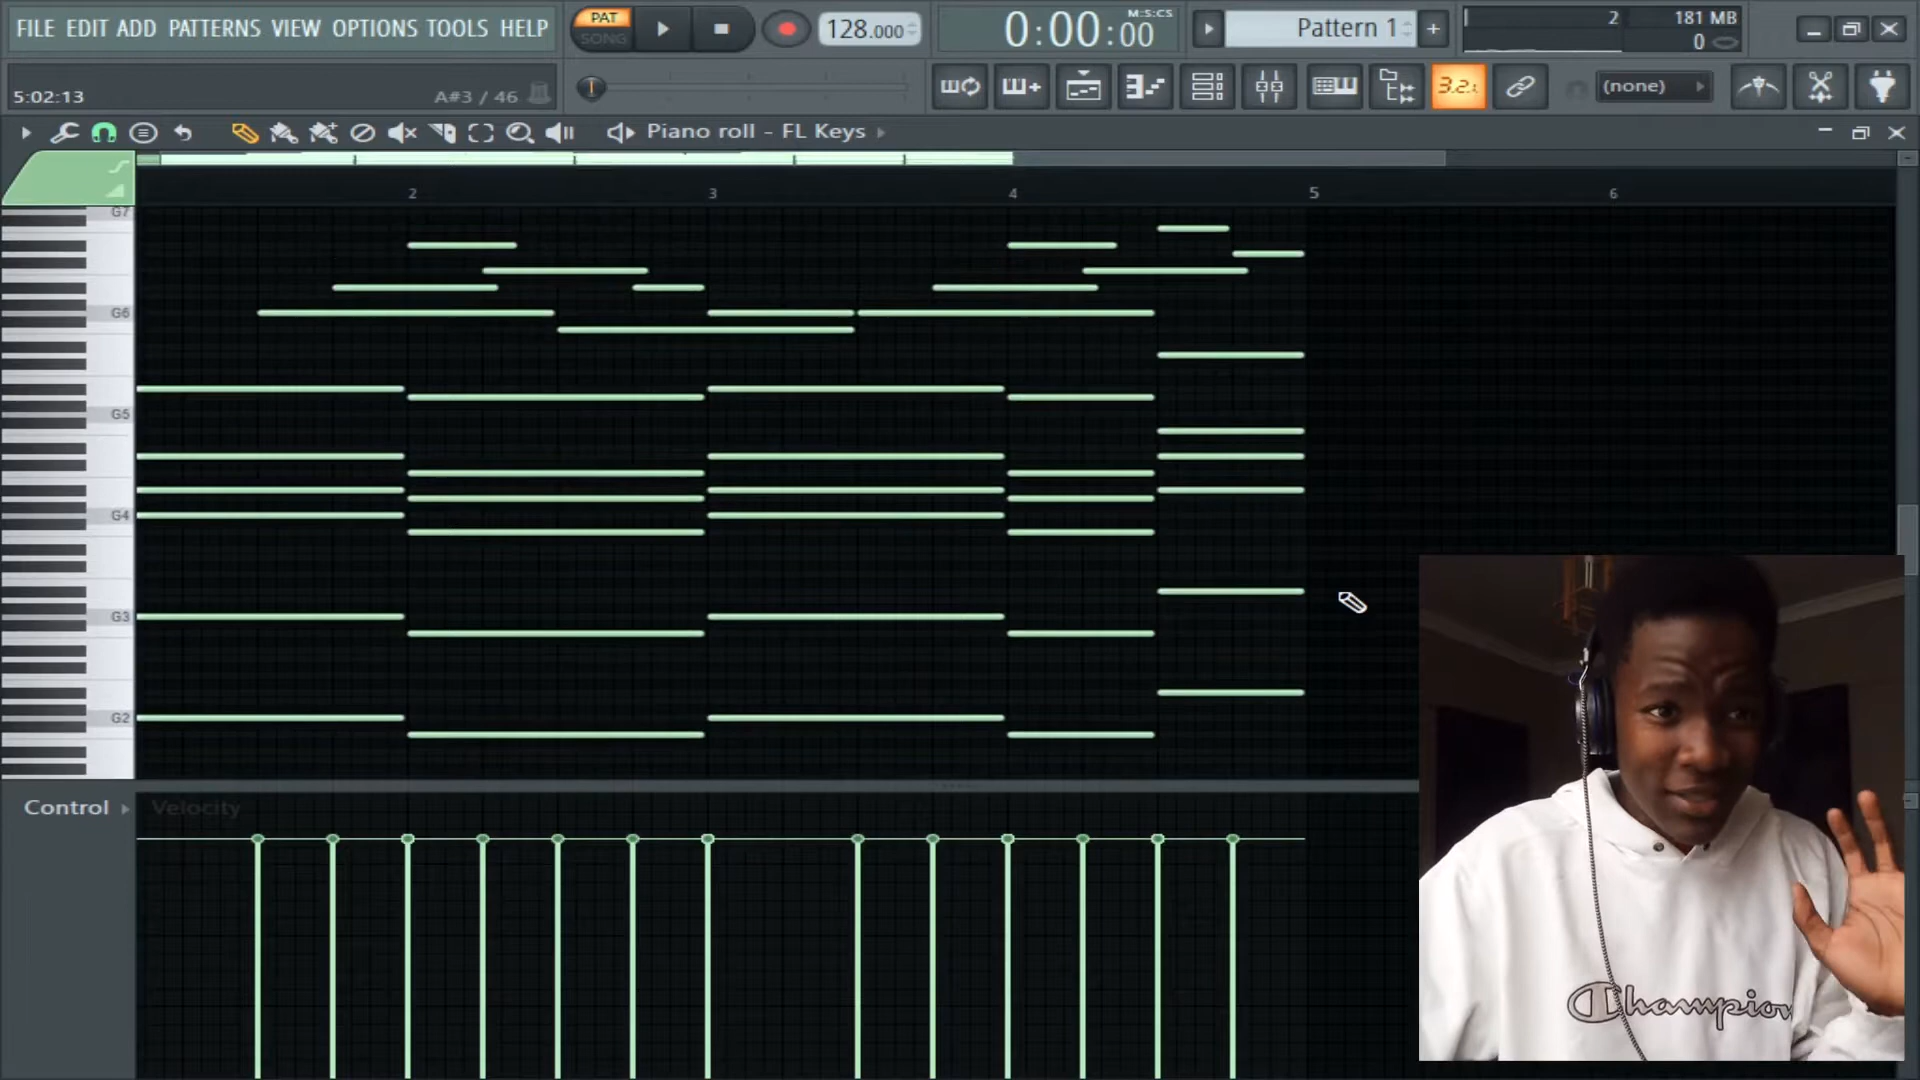 FILE EDIT ADD PATTERNS VIEW OPTIONS TOOLS HELP
PAT
SONG
128.000
M:S:CS
0:00:00
Pattern 1
+
2
181 MB
0
5:02:13
A#3 / 46
3.2.
(none)
Piano roll - FL Keys
2
3
4
5
6
G7
G6
G5
G4
G3
G2
Control
Velocity
Champion